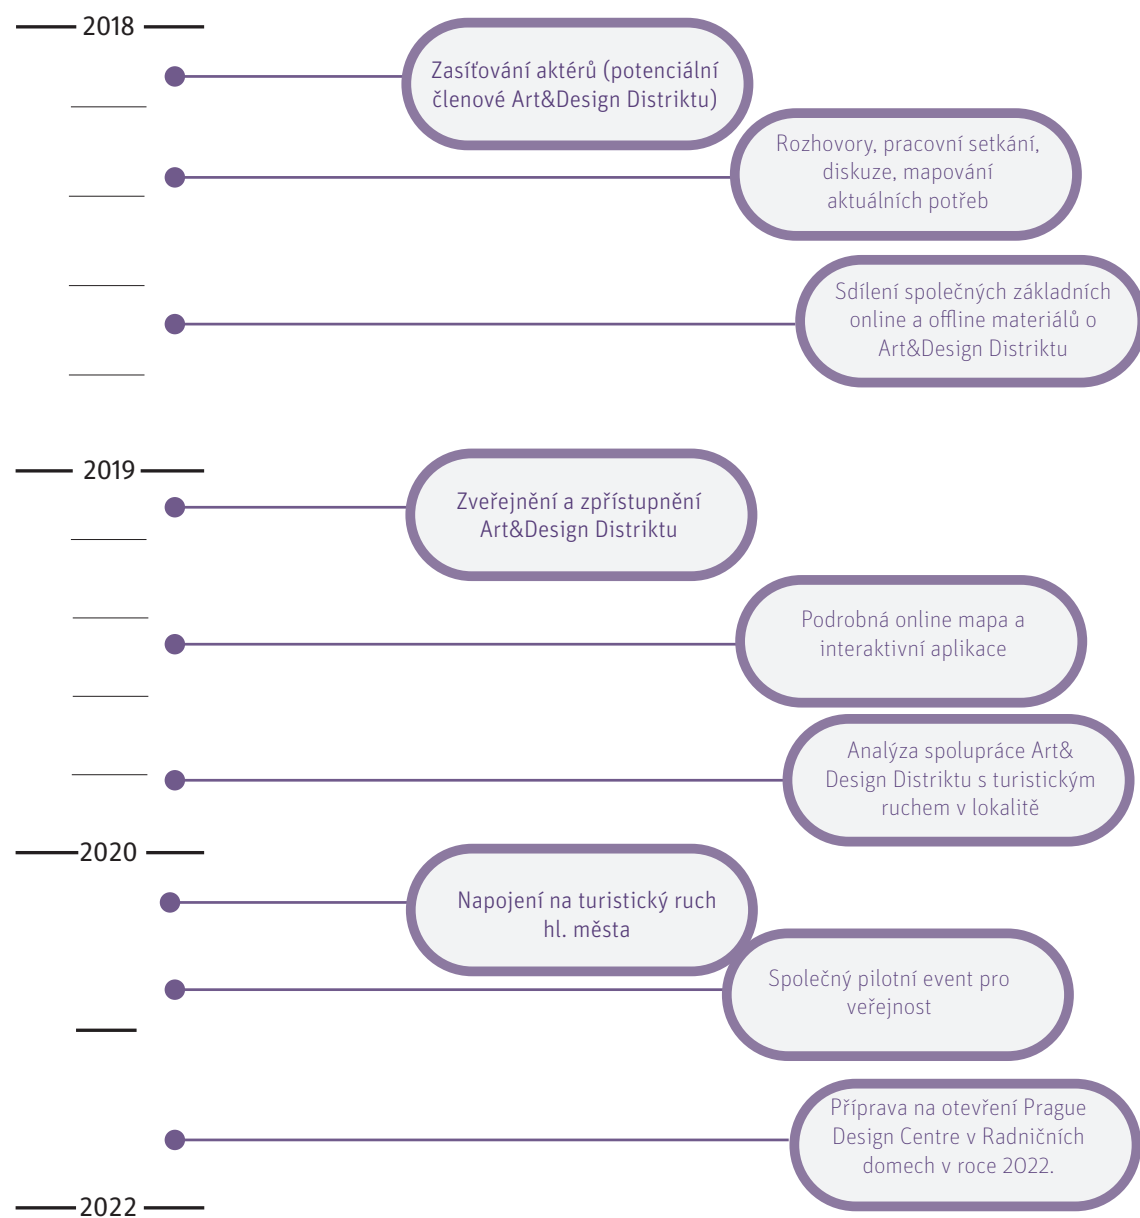 2018
Zasíťování aktérů (potenciální
členové Art&Design Distriktu)
Rozhovory, pracovní setkání,
diskuze, mapování
aktuálních potřeb
Sdílení společných základních
online a offline materiálů o
Art&Design Distriktu
2019
Zveřejnění a zpřístupnění
Art&Design Distriktu
Podrobná online mapa a
interaktivní aplikace
Analýza spolupráce Art&
Design Distriktu s turistickým
ruchem v lokalitě
2020
Napojení na turistický ruch
hl. města
Společný pilotní event pro
veřejnost
Příprava na otevření Prague
Design Centre v Radničních
domech v roce 2022.
2022